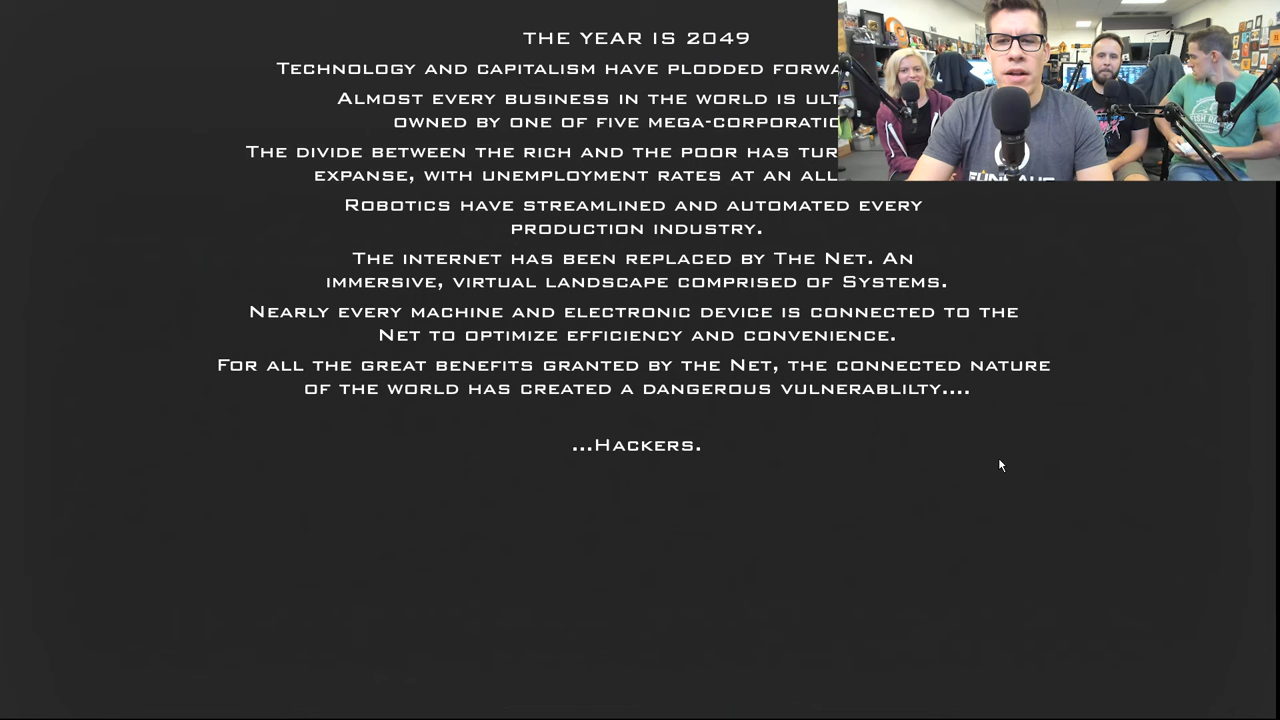 THE YEAR IS 2049
TECHNOLOGY AND CAPITALISM HAVE PLODDED
ALMOST EVERY BUSINESS IN THE WORLD IS
OWNED BY ONE OF FIVE
THE DIVIDE BETWEEN THE RICH AND THE POOR HAS
EXPANSE, WITH UNEMPLOYMENT RATES AT AN ALL
ROBOTICS HAVE STREAMLINED AND AUTOMATED EVERY
PRODUCTION INDUSTRY.
THE INTERNET HAS BEEN REPLACED BY THE NET. AN
IMMERSIVE, VIRTUAL LANDSCAPE COMPRISED OF SYSTEMS.
NEARLY EVERY MACHINE AND ELECTRONIC DEVICE IS CONNECTED TO THE
NET TO OPTIMIZE EFFICIENCY AND CONVENIENCE.
FOR ALL THE GREAT BENEFITS GRANTED BY THE NET, THE CONNECTED NATURE
OF THE WORLD HAS CREATED A DANGEROUS VULNERABLILTY....
...HACKERS.